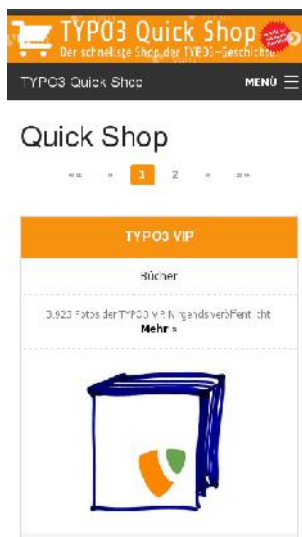 TYPO3 Quick Shop
Der schnellste Shop der TYPO3-Geschichte
TYPO3 Quick Shop
MENÜ
Quick Shop
«« « 1 2 » »»
TYPO3 VIP
Bücher
3.923 Fotos der TYPO3 VIP. Nirgends veröffentlicht
Mehr »